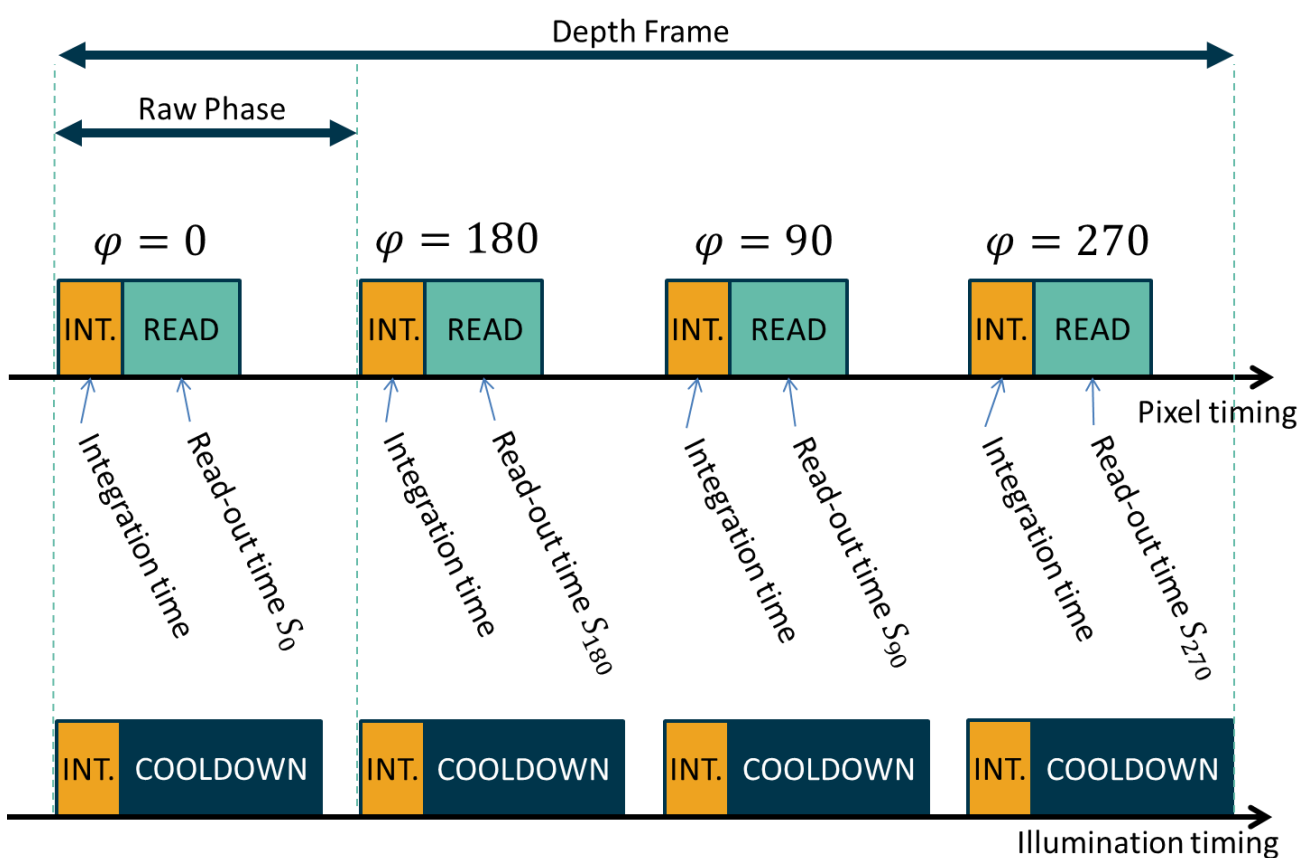 Depth Frame
Raw Phase
φ = 0
φ = 180
φ = 90
φ = 270
INT.
READ
INT.
READ
INT.
READ
INT.
READ
Pixel timing
Integration time
Read-out time S₀
Integration time
Read-out time S₁₈₀
Integration time
Read-out time S₉₀
Integration time
Read-out time S₂₇₀
INT.
COOLDOWN
INT.
COOLDOWN
INT.
COOLDOWN
INT.
COOLDOWN
Illumination timing